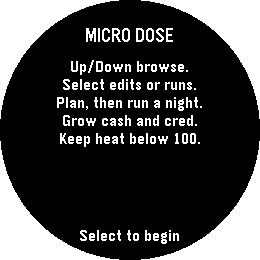 MICRO DOSE
Up/Down browse.
Select edits or runs.
Plan, then run a night.
Grow cash and cred.
Keep heat below 100.
Select to begin